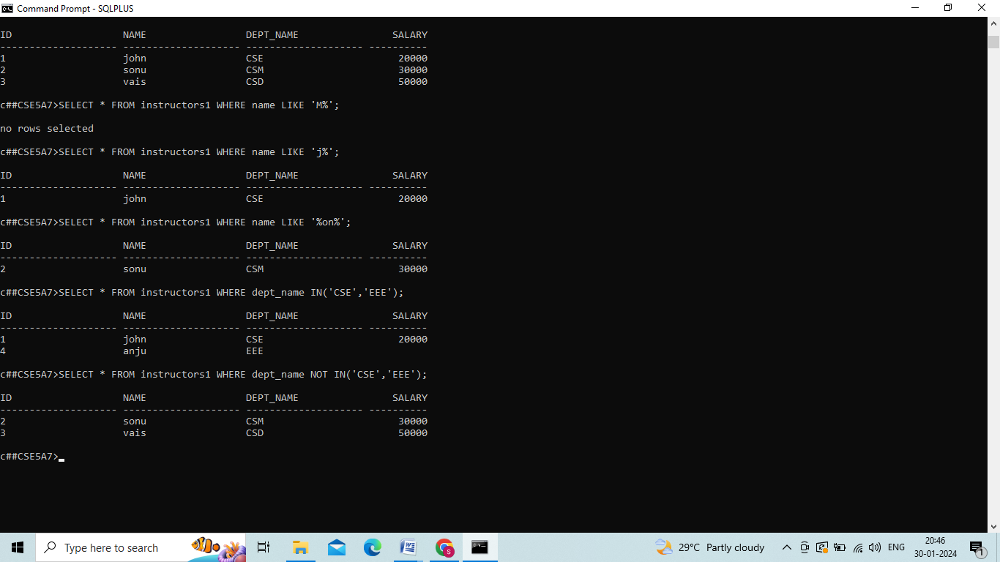 Command Prompt - SQLPLUS
ID                   NAME                 DEPT_NAME                SALARY
-------------------- -------------------- -------------------- ----------
1                    john                 CSE                       20000
2                    sonu                 CSM                       30000
3                    vais                 CSD                       50000
c##CSE5A7>SELECT * FROM instructors1 WHERE name LIKE 'M%';
no rows selected
c##CSE5A7>SELECT * FROM instructors1 WHERE name LIKE 'j%';
ID                   NAME                 DEPT_NAME                SALARY
-------------------- -------------------- -------------------- ----------
1                    john                 CSE                       20000
c##CSE5A7>SELECT * FROM instructors1 WHERE name LIKE '%on%';
ID                   NAME                 DEPT_NAME                SALARY
-------------------- -------------------- -------------------- ----------
2                    sonu                 CSM                       30000
c##CSE5A7>SELECT * FROM instructors1 WHERE dept_name IN('CSE','EEE');
ID                   NAME                 DEPT_NAME                SALARY
-------------------- -------------------- -------------------- ----------
1                    john                 CSE                       20000
4                    anju                 EEE
c##CSE5A7>SELECT * FROM instructors1 WHERE dept_name NOT IN('CSE','EEE');
ID                   NAME                 DEPT_NAME                SALARY
-------------------- -------------------- -------------------- ----------
2                    sonu                 CSM                       30000
3                    vais                 CSD                       50000
c##CSE5A7>
Type here to search
29°C Partly cloudy
ENG
20:46
30-01-2024
1